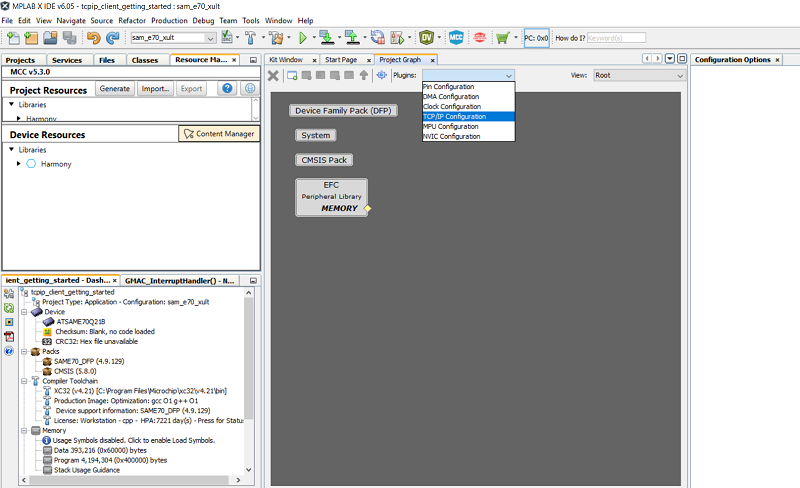 MPLAB X IDE v6.05 - tcpip_client_getting_started : sam_e70_xult
File Edit View Navigate Source Refactor Production Debug Team Tools Window Help
sam_e70_xult
PC: 0x0
How do I? Keyword(s)
Projects Services Files Classes Resource Ma...
MCC v5.3.0
Project Resources Generate Import... Export
Libraries
Harmony
Device Resources Content Manager
Libraries
Harmony
Kit Window Start Page Project Graph
Plugins: View: Root
Pin Configuration
DMA Configuration
Clock Configuration
TCP/IP Configuration
MPU Configuration
NVIC Configuration
Device Family Pack (DFP)
System
CMSIS Pack
EFC
Peripheral Library
MEMORY
Configuration Options
ient_getting_started - Das... GMAC_InterruptHandler() - N...
tcpip_client_getting_started
Project Type: Application - Configuration: sam_e70_xult
Device
ATSAME70Q21B
Checksum: Blank, no code loaded
CRC32: Hex file unavailable
Packs
SAME70_DFP (4.9.129)
CMSIS (5.8.0)
Compiler Toolchain
XC32 (v4.21) [C:\Program Files\Microchip\xc32\v4.21\bin]
Production Image: Optimization: gcc O1 g++ O1
Device support information: SAME70_DFP (4.9.129)
License: Workstation - cpp - HPA:7221 day(s) - Press for Status
Memory
Usage Symbols disabled. Click to enable Load Symbols.
Data 393,216 (0x60000) bytes
Program 4,194,304 (0x400000) bytes
Stack Usage Guidance